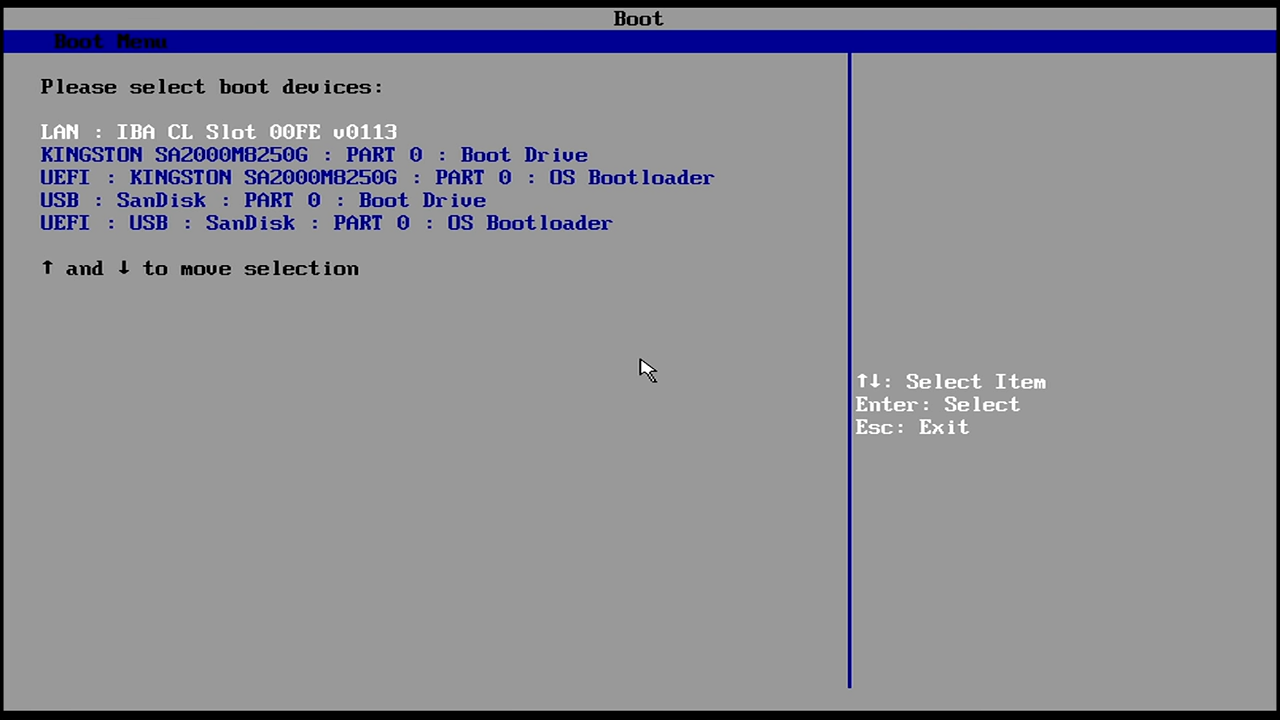 Boot
Boot Menu
Please select boot devices:
LAN : IBA CL Slot 00FE v0113
KINGSTON SA2000M8250G : PART 0 : Boot Drive
UEFI : KINGSTON SA2000M8250G : PART 0 : OS Bootloader
USB : SanDisk : PART 0 : Boot Drive
UEFI : USB : SanDisk : PART 0 : OS Bootloader
↑ and ↓ to move selection
↑↓: Select Item
Enter: Select
Esc: Exit